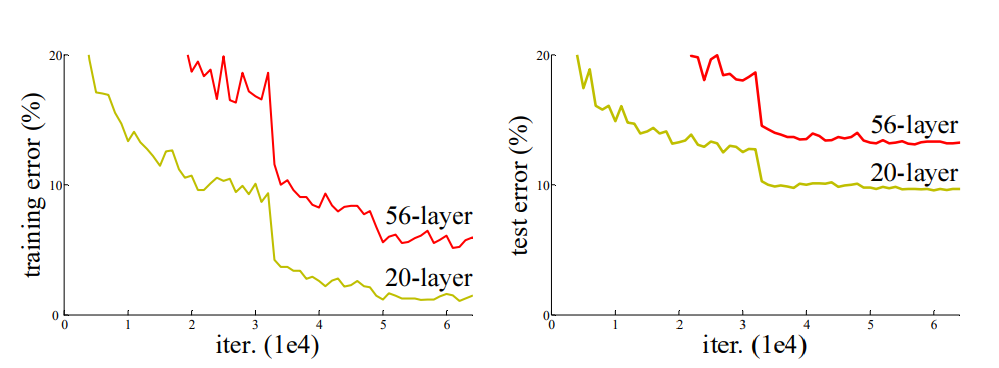 training error (%)
20
10
0
0 1 2 3 4 5 6
iter. (1e4)
56-layer
20-layer
test error (%)
20
10
0
0 1 2 3 4 5 6
iter. (1e4)
56-layer
20-layer